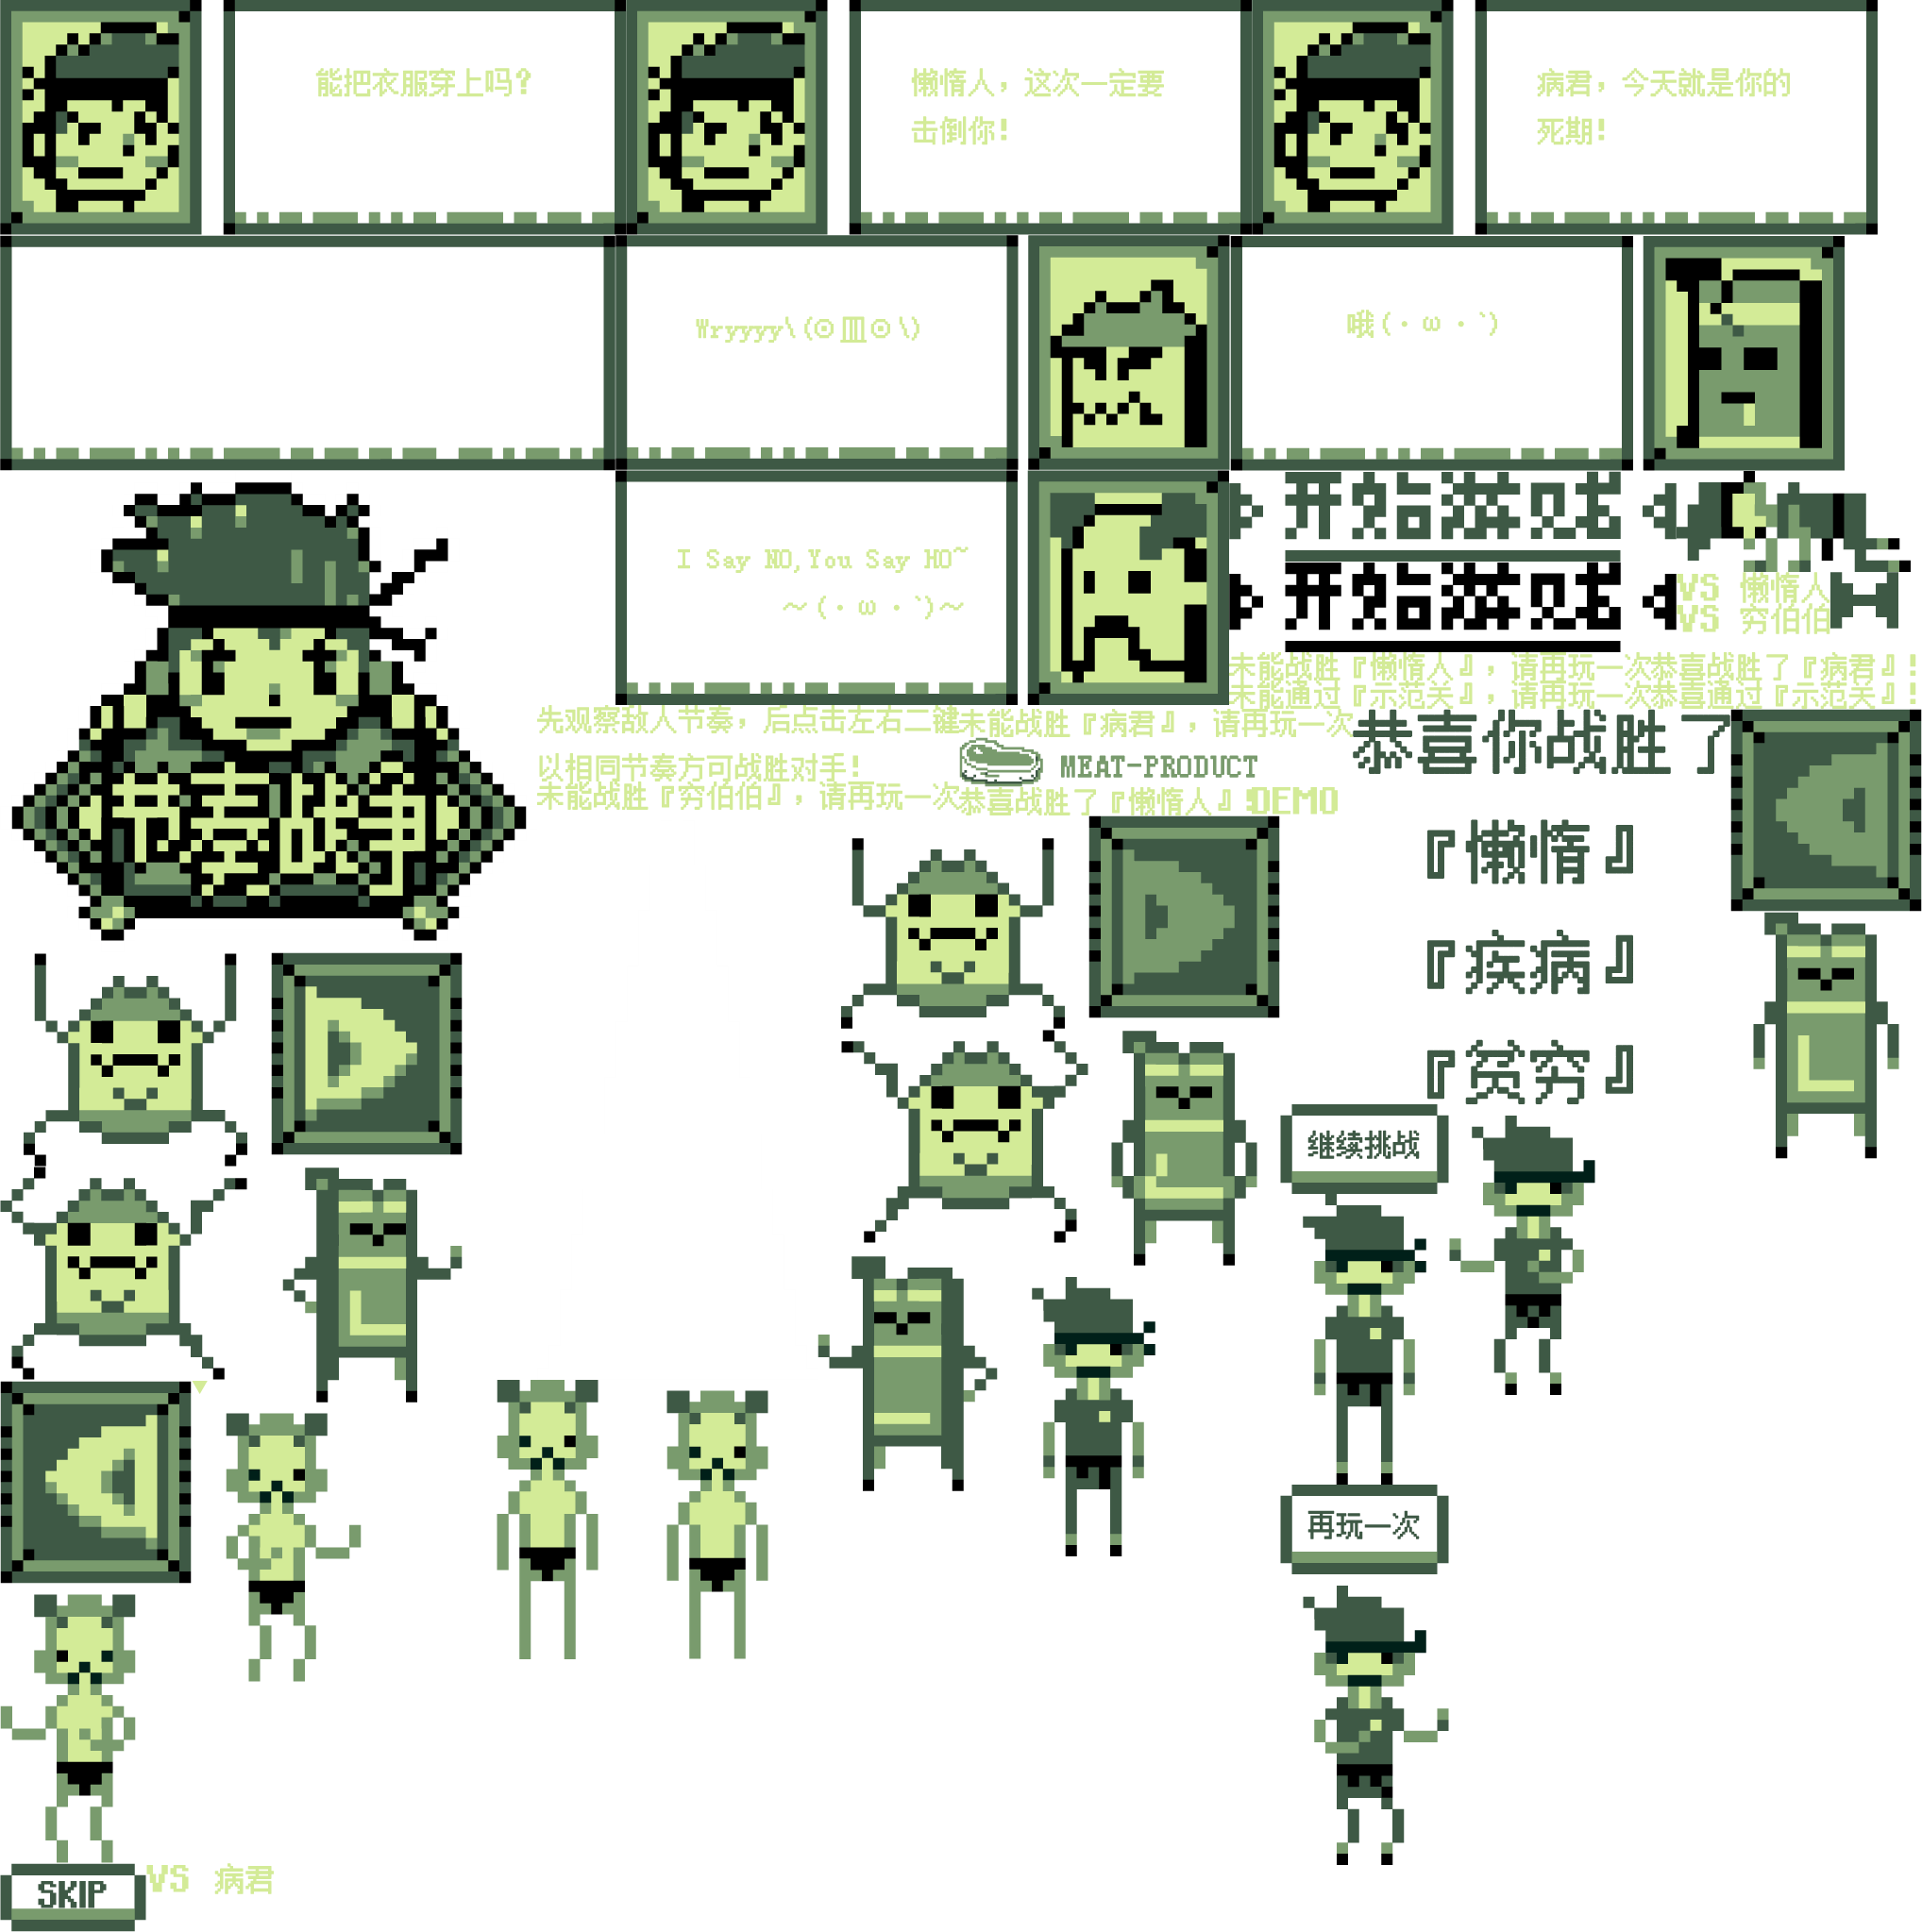 能把衣服穿上吗?
懒惰人，这次一定要
击倒你!
病君，今天就是你的
死期!
Wryyyy\(⊙皿⊙\)
哦(·ω·`)
I Say NO,You Say HO~
～(·ω·`)～
开始游戏
开始游戏
VS 懒惰人
VS 穷伯伯
未能战胜『懒惰人』，请再玩一次
恭喜战胜了『病君』!
未能通过『示范关』，请再玩一次
恭喜通过『示范关』!
先观察敌人节奏，后点击左右二键
以相同节奏方可战胜对手!
未能战胜『病君』，请再玩一次
恭喜你战胜了
MEAT-PRODUCT
未能战胜『穷伯伯』，请再玩一次
恭喜战胜了『懒惰人』!
DEMO
节奏战神
『懒惰』
『疾病』
『贫穷』
继续挑战
再玩一次
SKIP
VS 病君